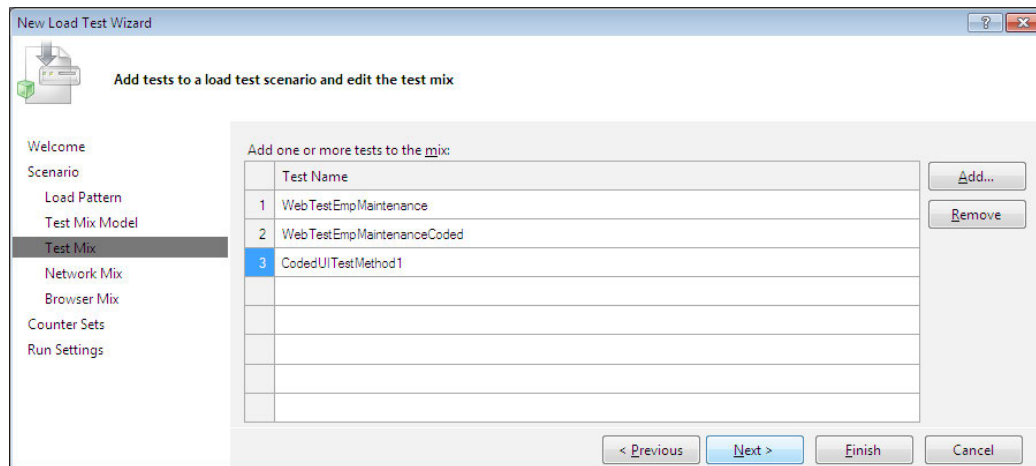 New Load Test Wizard
?
Add tests to a load test scenario and edit the test mix
Welcome
Scenario
Load Pattern
Test Mix Model
Test Mix
Network Mix
Browser Mix
Counter Sets
Run Settings
Add one or more tests to the mix:
Test Name
1 WebTestEmpMaintenance
2 WebTestEmpMaintenanceCoded
3 CodedUITestMethod1
Add...
Remove
< Previous
Next >
Finish
Cancel